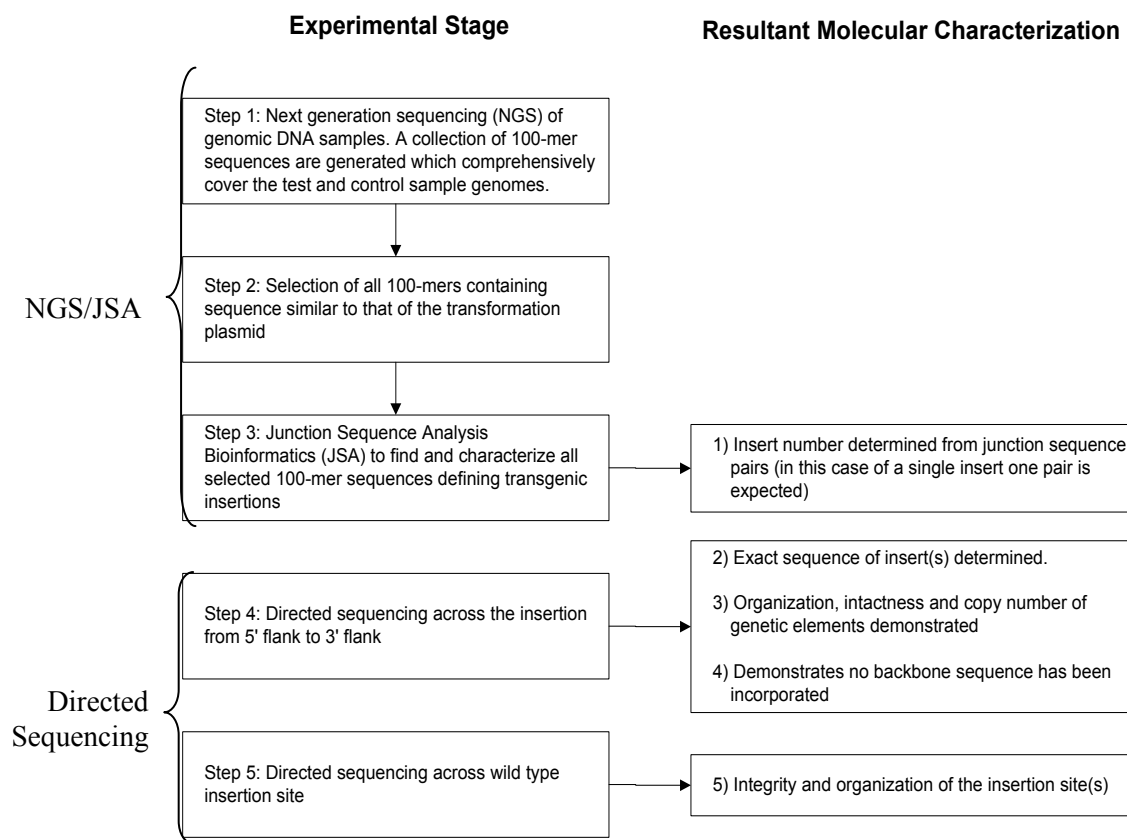 Experimental Stage
Resultant Molecular Characterization
NGS/JSA
Step 1: Next generation sequencing (NGS) of
genomic DNA samples. A collection of 100-mer
sequences are generated which comprehensively
cover the test and control sample genomes.
Step 2: Selection of all 100-mers containing
sequence similar to that of the transformation
plasmid
Step 3: Junction Sequence Analysis
Bioinformatics (JSA) to find and characterize all
selected 100-mer sequences defining transgenic
insertions
1) Insert number determined from junction sequence
pairs (in this case of a single insert one pair is
expected)
Directed
Sequencing
Step 4: Directed sequencing across the insertion
from 5' flank to 3' flank
2) Exact sequence of insert(s) determined.
3) Organization, intactness and copy number of
genetic elements demonstrated
4) Demonstrates no backbone sequence has been
incorporated
Step 5: Directed sequencing across wild type
insertion site
5) Integrity and organization of the insertion site(s)